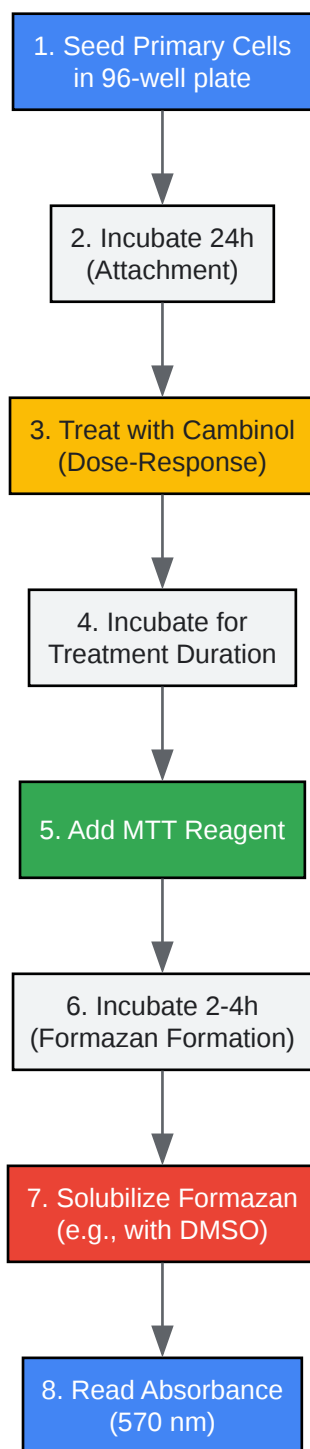 1. Seed Primary Cells
in 96-well plate
2. Incubate 24h
(Attachment)
3. Treat with Cambinol
(Dose-Response)
4. Incubate for
Treatment Duration
5. Add MTT Reagent
6. Incubate 2-4h
(Formazan Formation)
7. Solubilize Formazan
(e.g., with DMSO)
8. Read Absorbance
(570 nm)